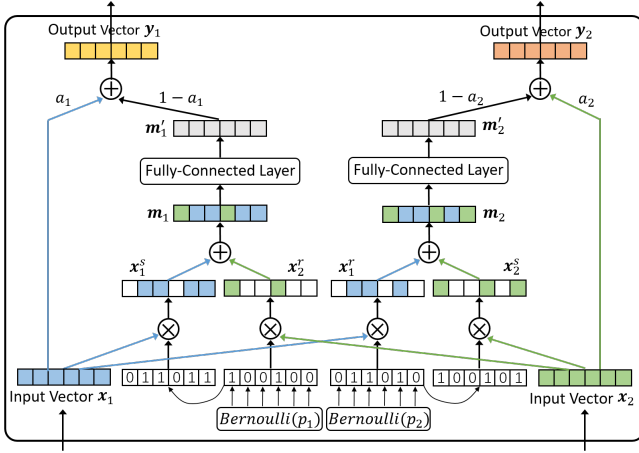 Output Vector y₁
Output Vector y₂
a₁
1 − a₁
1 − a₂
a₂
m₁′
m₂′
Fully-Connected Layer
Fully-Connected Layer
m₁
m₂
x₁ˢ
x₂ʳ
x₁ʳ
x₂ˢ
0 1 1 0 1 1
1 0 0 1 0 0
0 1 1 0 1 0
1 0 0 1 0 1
Input Vector x₁
Bernoulli(p₁)
Bernoulli(p₂)
Input Vector x₂